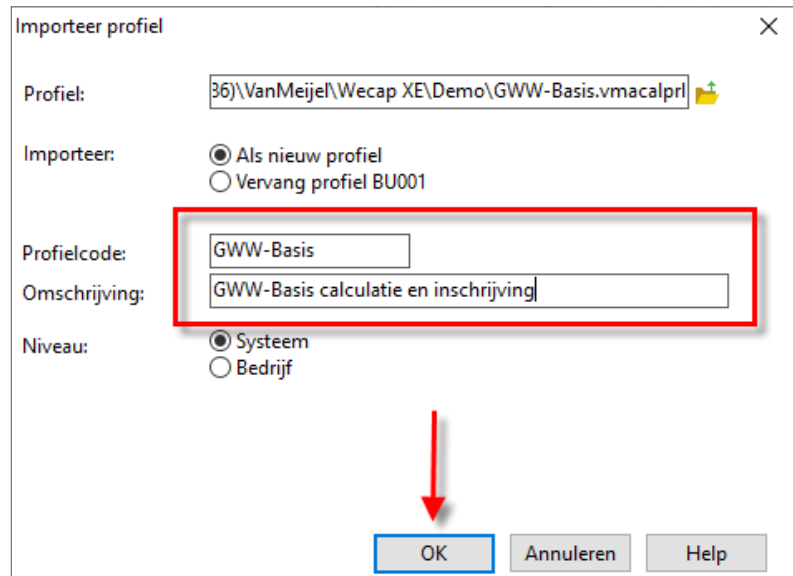 Importeer profiel
Profiel: 36)\VanMeijel\Wecap XE\Demo\GWW-Basis.vmacalprl
Importeer: Als nieuw profiel
Vervang profiel BU001
Profielcode: GWW-Basis
Omschrijving: GWW-Basis calculatie en inschrijving
Niveau: Systeem
Bedrijf
OK Annuleren Help